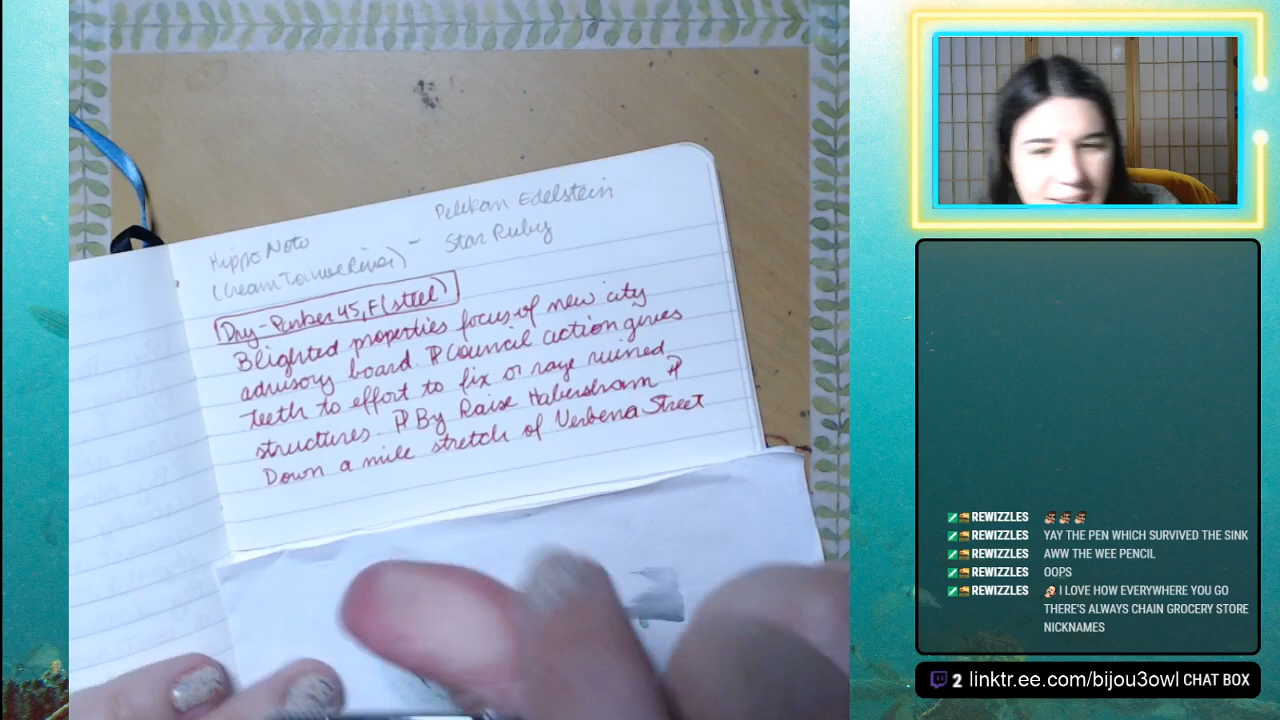 Hippo Noto
(Cream Tomoe River) -
Pelikan Edelstein
Star Ruby
Dry-Parker 45, F (steel)
Blighted properties focus of new city
advisory board. ¶ Council action gives
teeth to effort to fix or raze ruined
structures. ¶ By Raise Habersham ¶
Down a mile stretch of Verbena Street
REWIZZLES
REWIZZLES YAY THE PEN WHICH SURVIVED THE SINK
REWIZZLES AWW THE WEE PENCIL
REWIZZLES OOPS
REWIZZLES I LOVE HOW EVERYWHERE YOU GO
THERE'S ALWAYS CHAIN GROCERY STORE
NICKNAMES
2 linktr.ee.com/bijou3owl CHAT BOX